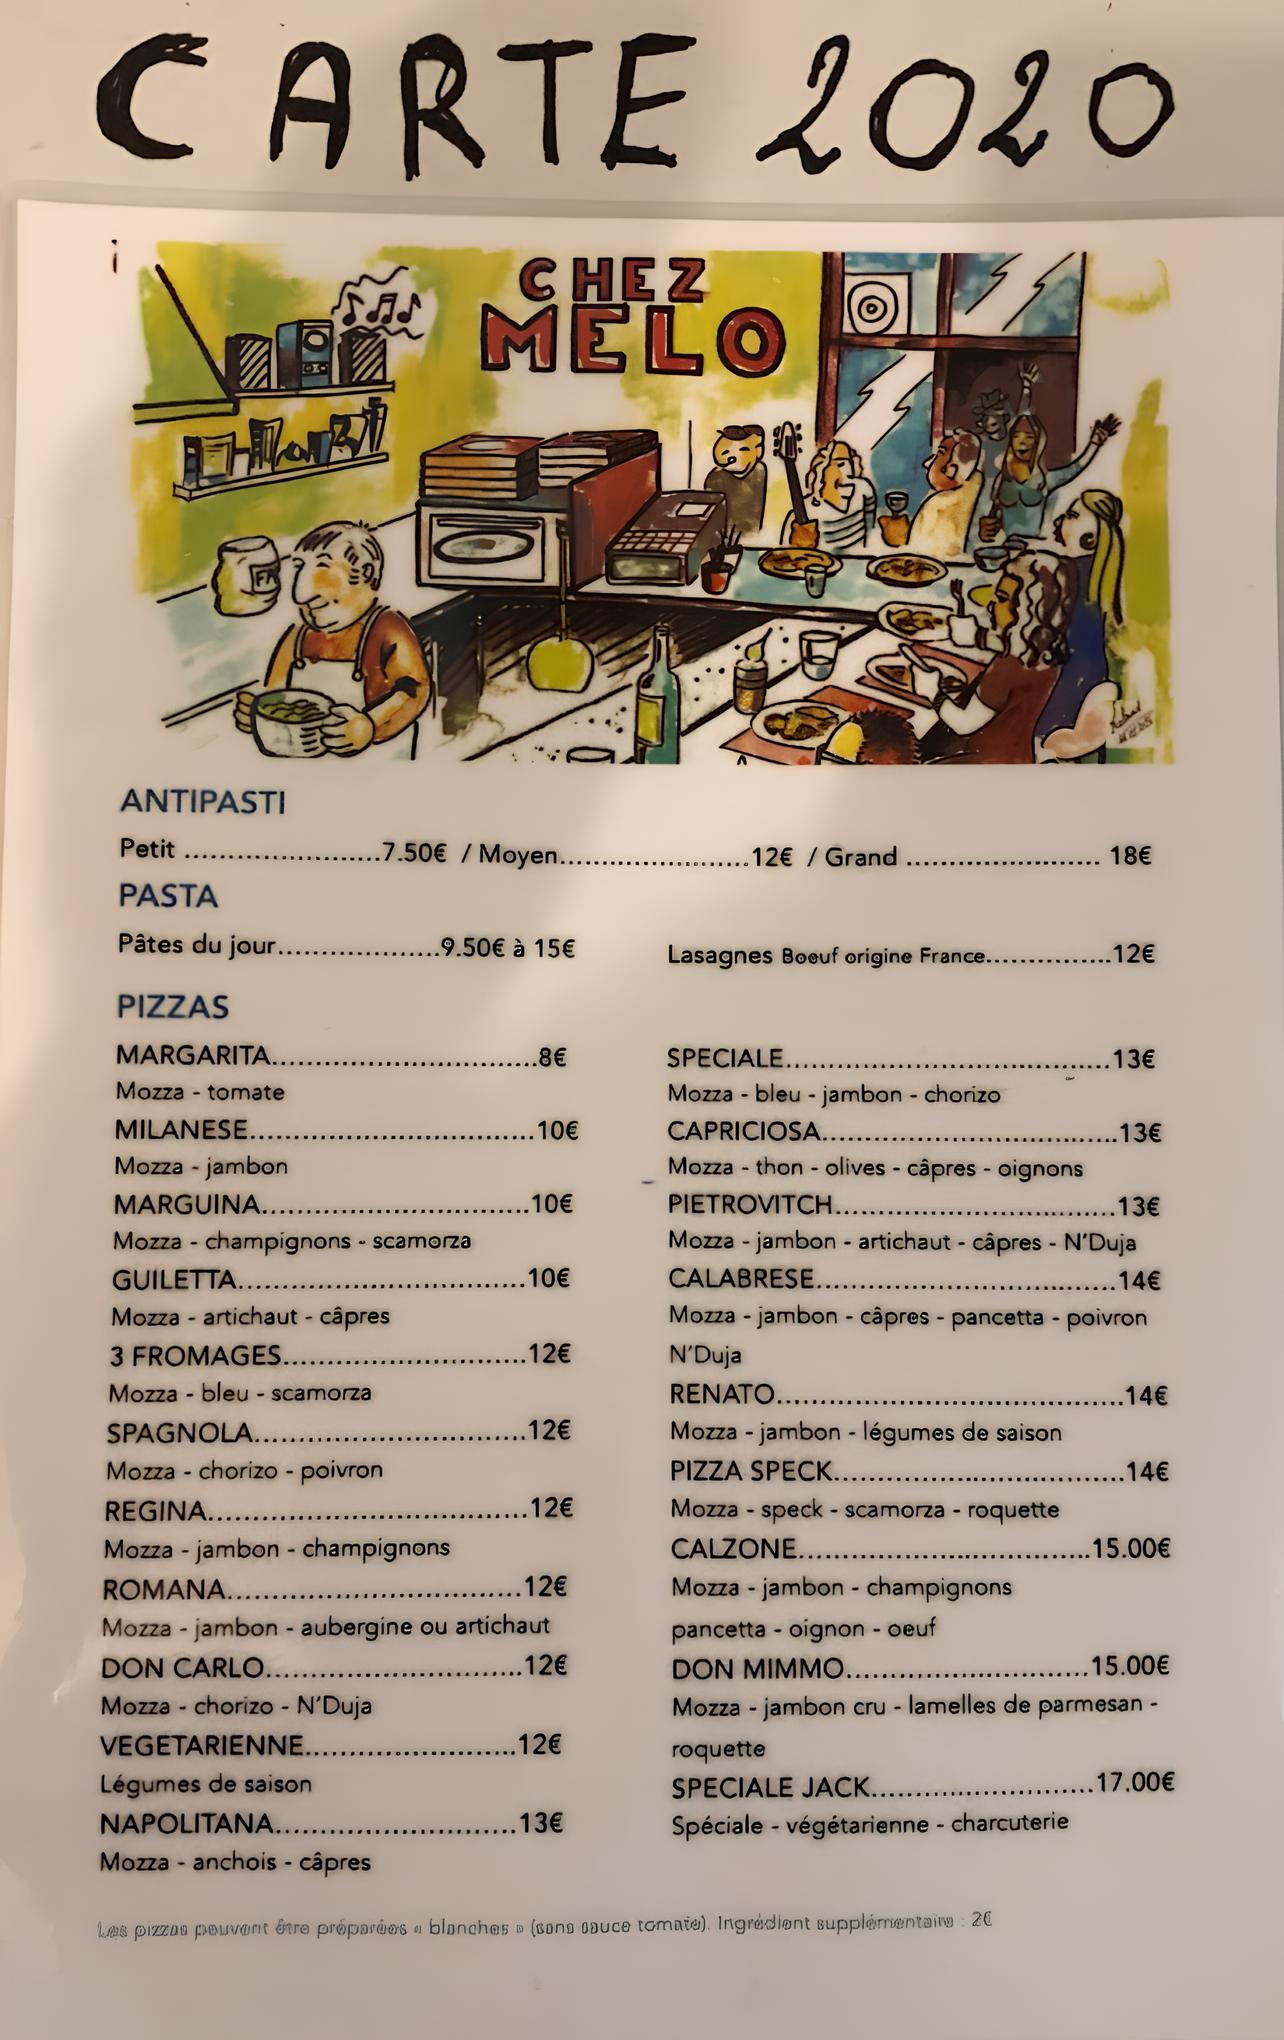 CARTE 2020
i
CHEZ
MELO
FA
ANTIPASTI
Petit ......................7.50€ / Moyen.....................12€ / Grand ...................... 18€
PASTA
Pâtes du jour..................9.50€ à 15€
Lasagnes Boeuf origine France...............12€
PIZZAS
MARGARITA..............................8€
Mozza - tomate
MILANESE................................10€
Mozza - jambon
MARGUINA..............................10€
Mozza - champignons - scamorza
GUILETTA................................10€
Mozza - artichaut - câpres
3 FROMAGES...........................12€
Mozza - bleu - scamorza
SPAGNOLA..............................12€
Mozza - chorizo - poivron
REGINA....................................12€
Mozza - jambon - champignons
ROMANA.................................12€
Mozza - jambon - aubergine ou artichaut
DON CARLO.............................12€
Mozza - chorizo - N'Duja
VEGETARIENNE........................12€
Légumes de saison
NAPOLITANA...........................13€
Mozza - anchois - câpres
SPECIALE....................................13€
Mozza - bleu - jambon - chorizo
CAPRICIOSA.................................13€
Mozza - thon - olives - câpres - oignons
PIETROVITCH...............................13€
Mozza - jambon - artichaut - câpres - N'Duja
CALABRESE..................................14€
Mozza - jambon - câpres - pancetta - poivron
N'Duja
RENATO.......................................14€
Mozza - jambon - légumes de saison
PIZZA SPECK................................14€
Mozza - speck - scamorza - roquette
CALZONE.................................15.00€
Mozza - jambon - champignons
pancetta - oignon - oeuf
DON MIMMO...........................15.00€
Mozza - jambon cru - lamelles de parmesan -
roquette
SPECIALE JACK.........................17.00€
Spéciale - végétarienne - charcuterie
Les pizzas peuvent être préparées « blanches » (sans sauce tomate). Ingrédient supplémentaire : 2€